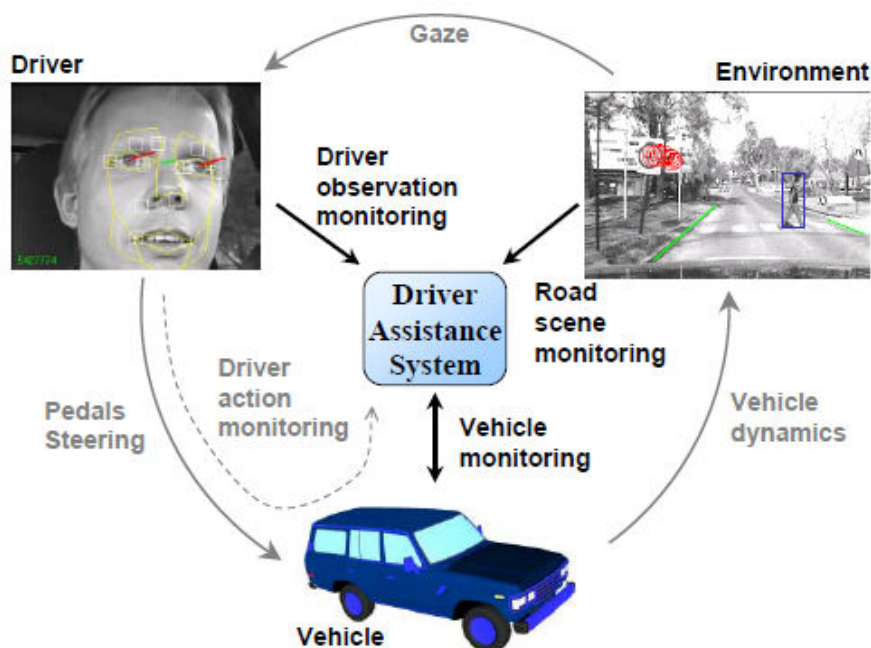 Gaze
Driver
Environment
Driver
observation
monitoring
Driver
Assistance
System
Road
scene
monitoring
Driver
action
monitoring
Pedals
Steering
Vehicle
monitoring
Vehicle
dynamics
Vehicle